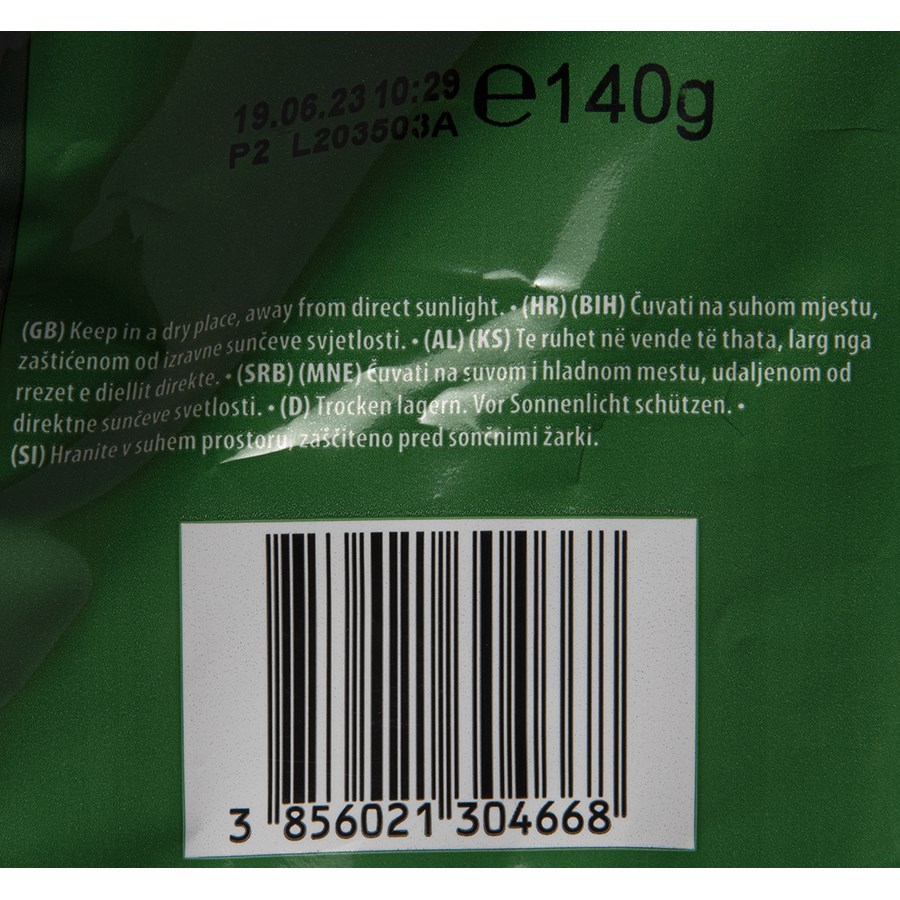 19.06.23 10:29 ℮140g
P2 L203503A
(GB) Keep in a dry place, away from direct sunlight. • (HR) (BIH) Čuvati na suhom mjestu,
zaštićenom od izravne sunčeve svjetlosti. • (AL) (KS) Te ruhet në vende të thata, larg nga
rrezet e diellit direkte. • (SRB) (MNE) Čuvati na suvom i hladnom mestu, udaljenom od
direktne sunčeve svetlosti. • (D) Trocken lagern. Vor Sonnenlicht schützen. •
(SI) Hranite v suhem prostoru, zaščiteno pred sončnimi žarki.
3 856021 304668